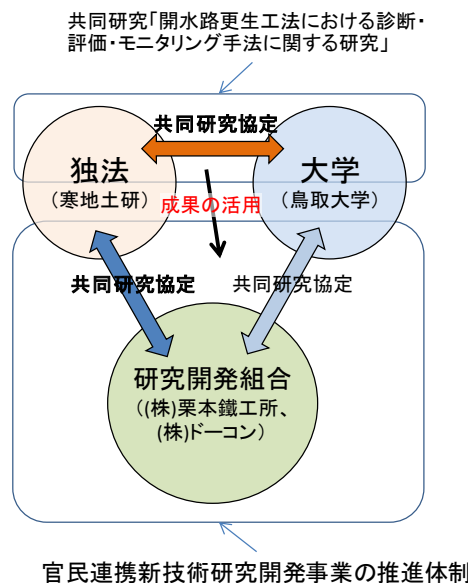 共同研究「開水路更生工法における診断・
評価・モニタリング手法に関する研究」
共同研究協定
独法
(寒地土研)
大学
(鳥取大学)
成果の活用
共同研究協定
共同研究協定
研究開発組合
((株)栗本鐵工所、
(株)ドーコン)
官民連携新技術研究開発事業の推進体制